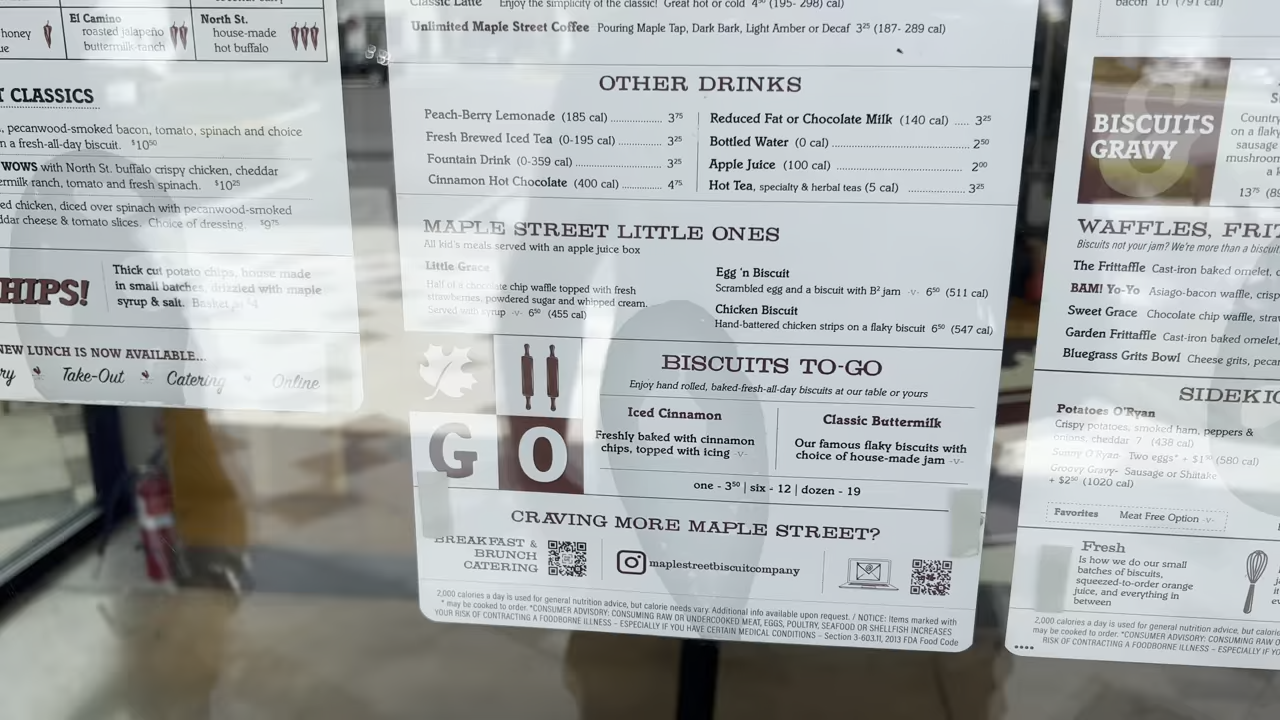 honey
ue
El Camino
roasted jalapeño
buttermilk-ranch
North St.
house-made
hot buffalo
CLASSICS
, pecanwood-smoked bacon, tomato, spinach and choice
n a fresh-all-day biscuit. $10⁵⁰
WOWS with North St. buffalo crispy chicken, cheddar
ermilk ranch, tomato and fresh spinach. $10²⁵
ed chicken, diced over spinach with pecanwood-smoked
dar cheese & tomato slices. Choice of dressing. $9⁷⁵
HIPS!
Thick cut potato chips, house made
in small batches, drizzled with maple
syrup & salt. Basket of $4
NEW LUNCH IS NOW AVAILABLE...
ry Take-Out Catering Online
Classic Latte Enjoy the simplicity of the classic! Great hot or cold 4⁵⁰ (195- 298) cal)
Unlimited Maple Street Coffee Pouring Maple Tap, Dark Bark, Light Amber or Decaf 3²⁵ (187- 289 cal)
OTHER DRINKS
Peach-Berry Lemonade (185 cal) 3⁷⁵
Fresh Brewed Iced Tea (0-195 cal) 3²⁵
Fountain Drink (0-359 cal) 3²⁵
Cinnamon Hot Chocolate (400 cal) 4⁷⁵
Reduced Fat or Chocolate Milk (140 cal) 3²⁵
Bottled Water (0 cal) 2⁵⁰
Apple Juice (100 cal) 2⁰⁰
Hot Tea, specialty & herbal teas (5 cal) 3²⁵
MAPLE STREET LITTLE ONES
All kid's meals served with an apple juice box
Little Grace
Half of a chocolate chip waffle topped with fresh
strawberries, powdered sugar and whipped cream.
Served with syrup -v- 6⁵⁰ (455 cal)
Egg 'n Biscuit
Scrambled egg and a biscuit with B² jam -v- 6⁵⁰ (511 cal)
Chicken Biscuit
Hand-battered chicken strips on a flaky biscuit 6⁵⁰ (547 cal)
GO
BISCUITS TO-GO
Enjoy hand rolled, baked-fresh-all-day biscuits at our table or yours
Iced Cinnamon
Freshly baked with cinnamon
chips, topped with icing -v-
Classic Buttermilk
Our famous flaky biscuits with
choice of house-made jam -v-
one - 3⁵⁰ | six - 12 | dozen - 19
CRAVING MORE MAPLE STREET?
BREAKFAST &
BRUNCH
CATERING
maplestreetbiscuitcompany
2,000 calories a day is used for general nutrition advice, but calorie needs vary. Additional info available upon request. / NOTICE: Items marked with
* may be cooked to order. *CONSUMER ADVISORY: CONSUMING RAW OR UNDERCOOKED MEAT, EGGS, POULTRY, SEAFOOD OR SHELLFISH INCREASES
YOUR RISK OF CONTRACTING A FOODBORNE ILLNESS – ESPECIALLY IF YOU HAVE CERTAIN MEDICAL CONDITIONS – Section 3-603.11, 2013 FDA Food Code
bacon 10 (791 cal)
BISCUITS
GRAVY
S
Country
on a flaky
sausage
mushroom
a k
13⁷⁵ (89
WAFFLES, FRIT
Biscuits not your jam? We're more than a biscuit
The Frittaffle Cast-iron baked omelet,
BAM! Yo-Yo Asiago-bacon waffle, crisp
Sweet Grace Chocolate chip waffle, straw
Garden Frittaffle Cast-iron baked omelet,
Bluegrass Grits Bowl Cheese grits, pecan
SIDEKIC
Potatoes O'Ryan
Crispy potatoes, smoked ham, peppers &
onions, cheddar 7 (438 cal)
Sunny O'Ryan- Two eggs* + $1⁵⁰ (580 cal)
Groovy Gravy- Sausage or Shiitake
+ $2⁵⁰ (1020 cal)
Favorites Meat Free Option -v-
Fresh
Is how we do our small
batches of biscuits,
squeezed-to-order orange
juice, and everything in
between
2,000 calories a day is used for general nutrition advice, but calorie
may be cooked to order. *CONSUMER ADVISORY: CONSUMING RAW O
RISK OF CONTRACTING A FOODBORNE ILLNESS – ESPECIALLY IF YO